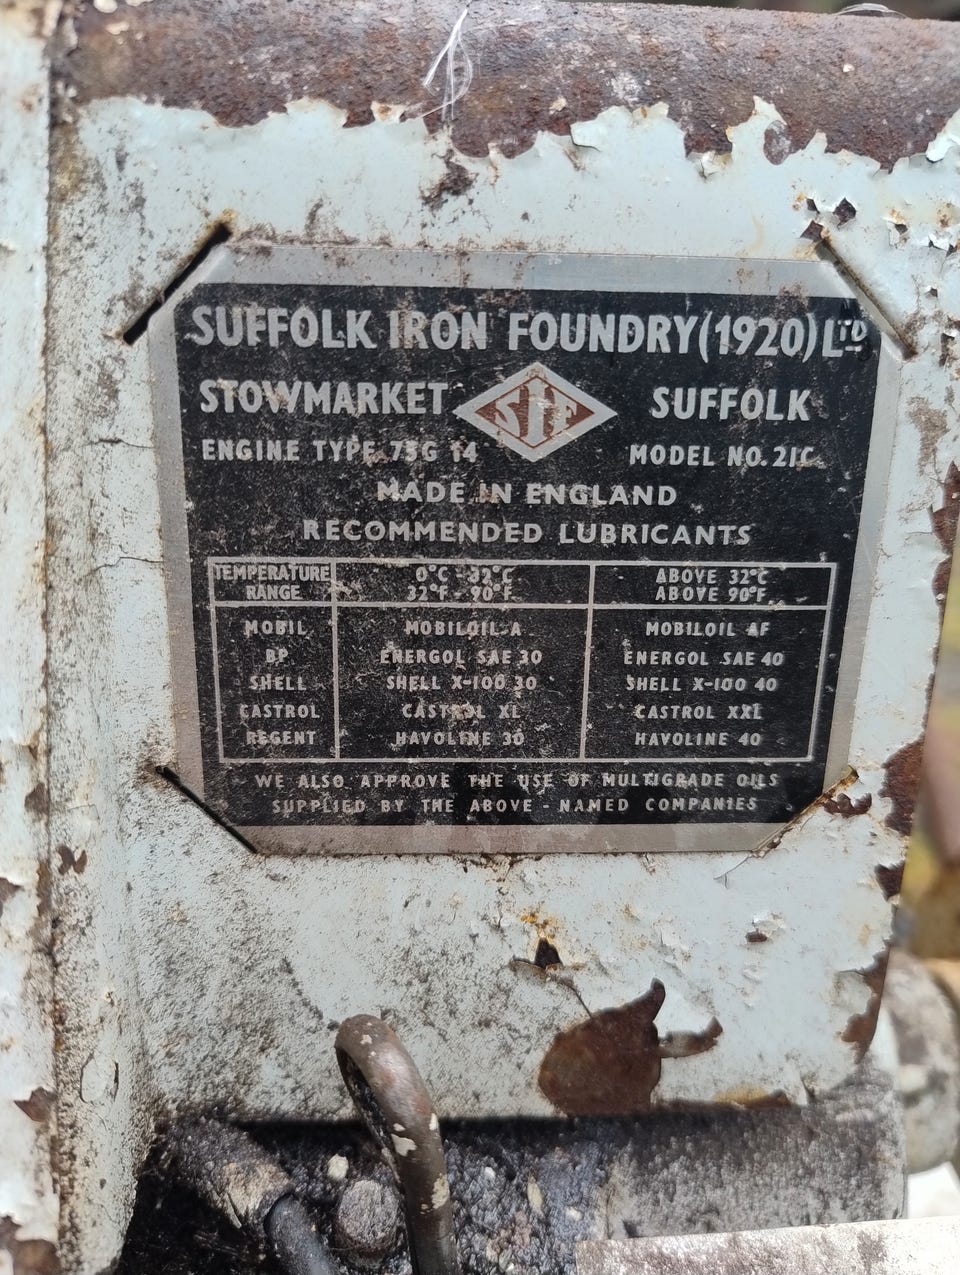 SUFFOLK IRON FOUNDRY (1920) LTD
STOWMARKET SIF SUFFOLK
ENGINE TYPE 75G 14 MODEL NO. 21C
MADE IN ENGLAND
RECOMMENDED LUBRICANTS
TEMPERATURE RANGE 0°C - 32°C ABOVE 32°C
32°F - 90°F ABOVE 90°F
MOBIL MOBILOIL A MOBILOIL AF
BP ENERGOL SAE 30 ENERGOL SAE 40
SHELL SHELL X-100 30 SHELL X-100 40
CASTROL CASTROL XL CASTROL XXL
REGENT HAVOLINE 30 HAVOLINE 40
WE ALSO APPROVE THE USE OF MULTIGRADE OILS
SUPPLIED BY THE ABOVE - NAMED COMPANIES